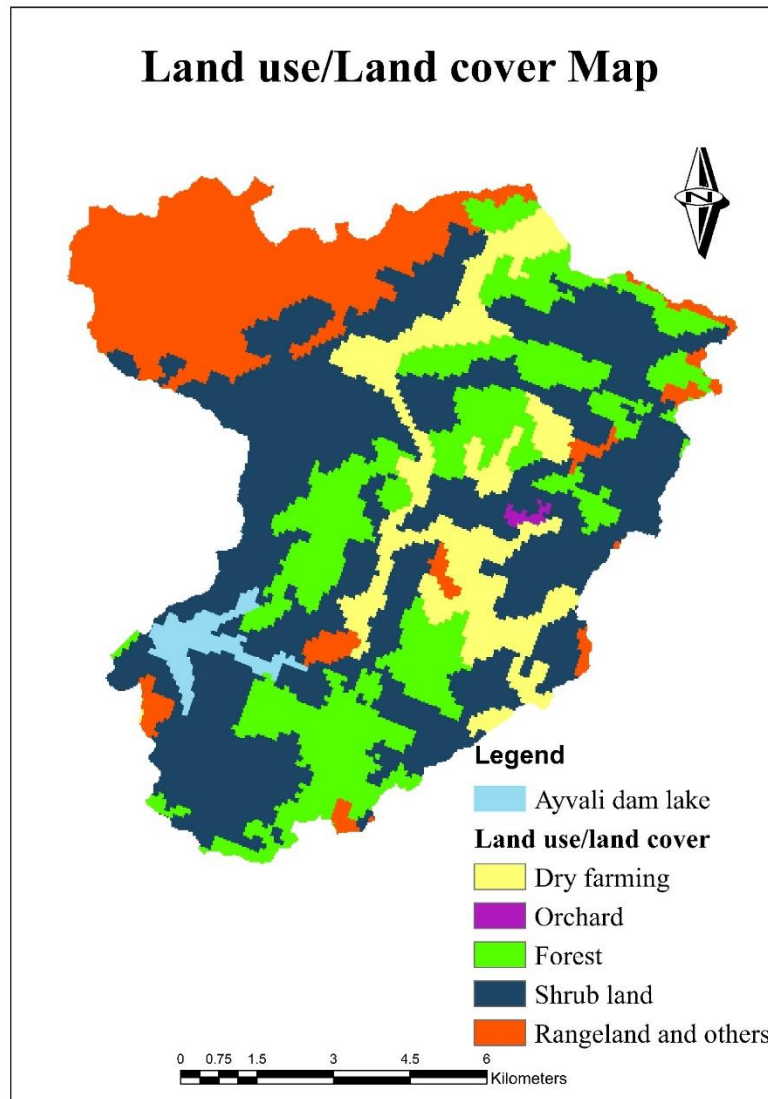 Land use/Land cover Map
N
Legend
Ayvali dam lake
Land use/land cover
Dry farming
Orchard
Forest
Shrub land
Rangeland and others
0 0.75 1.5 3 4.5 6
Kilometers